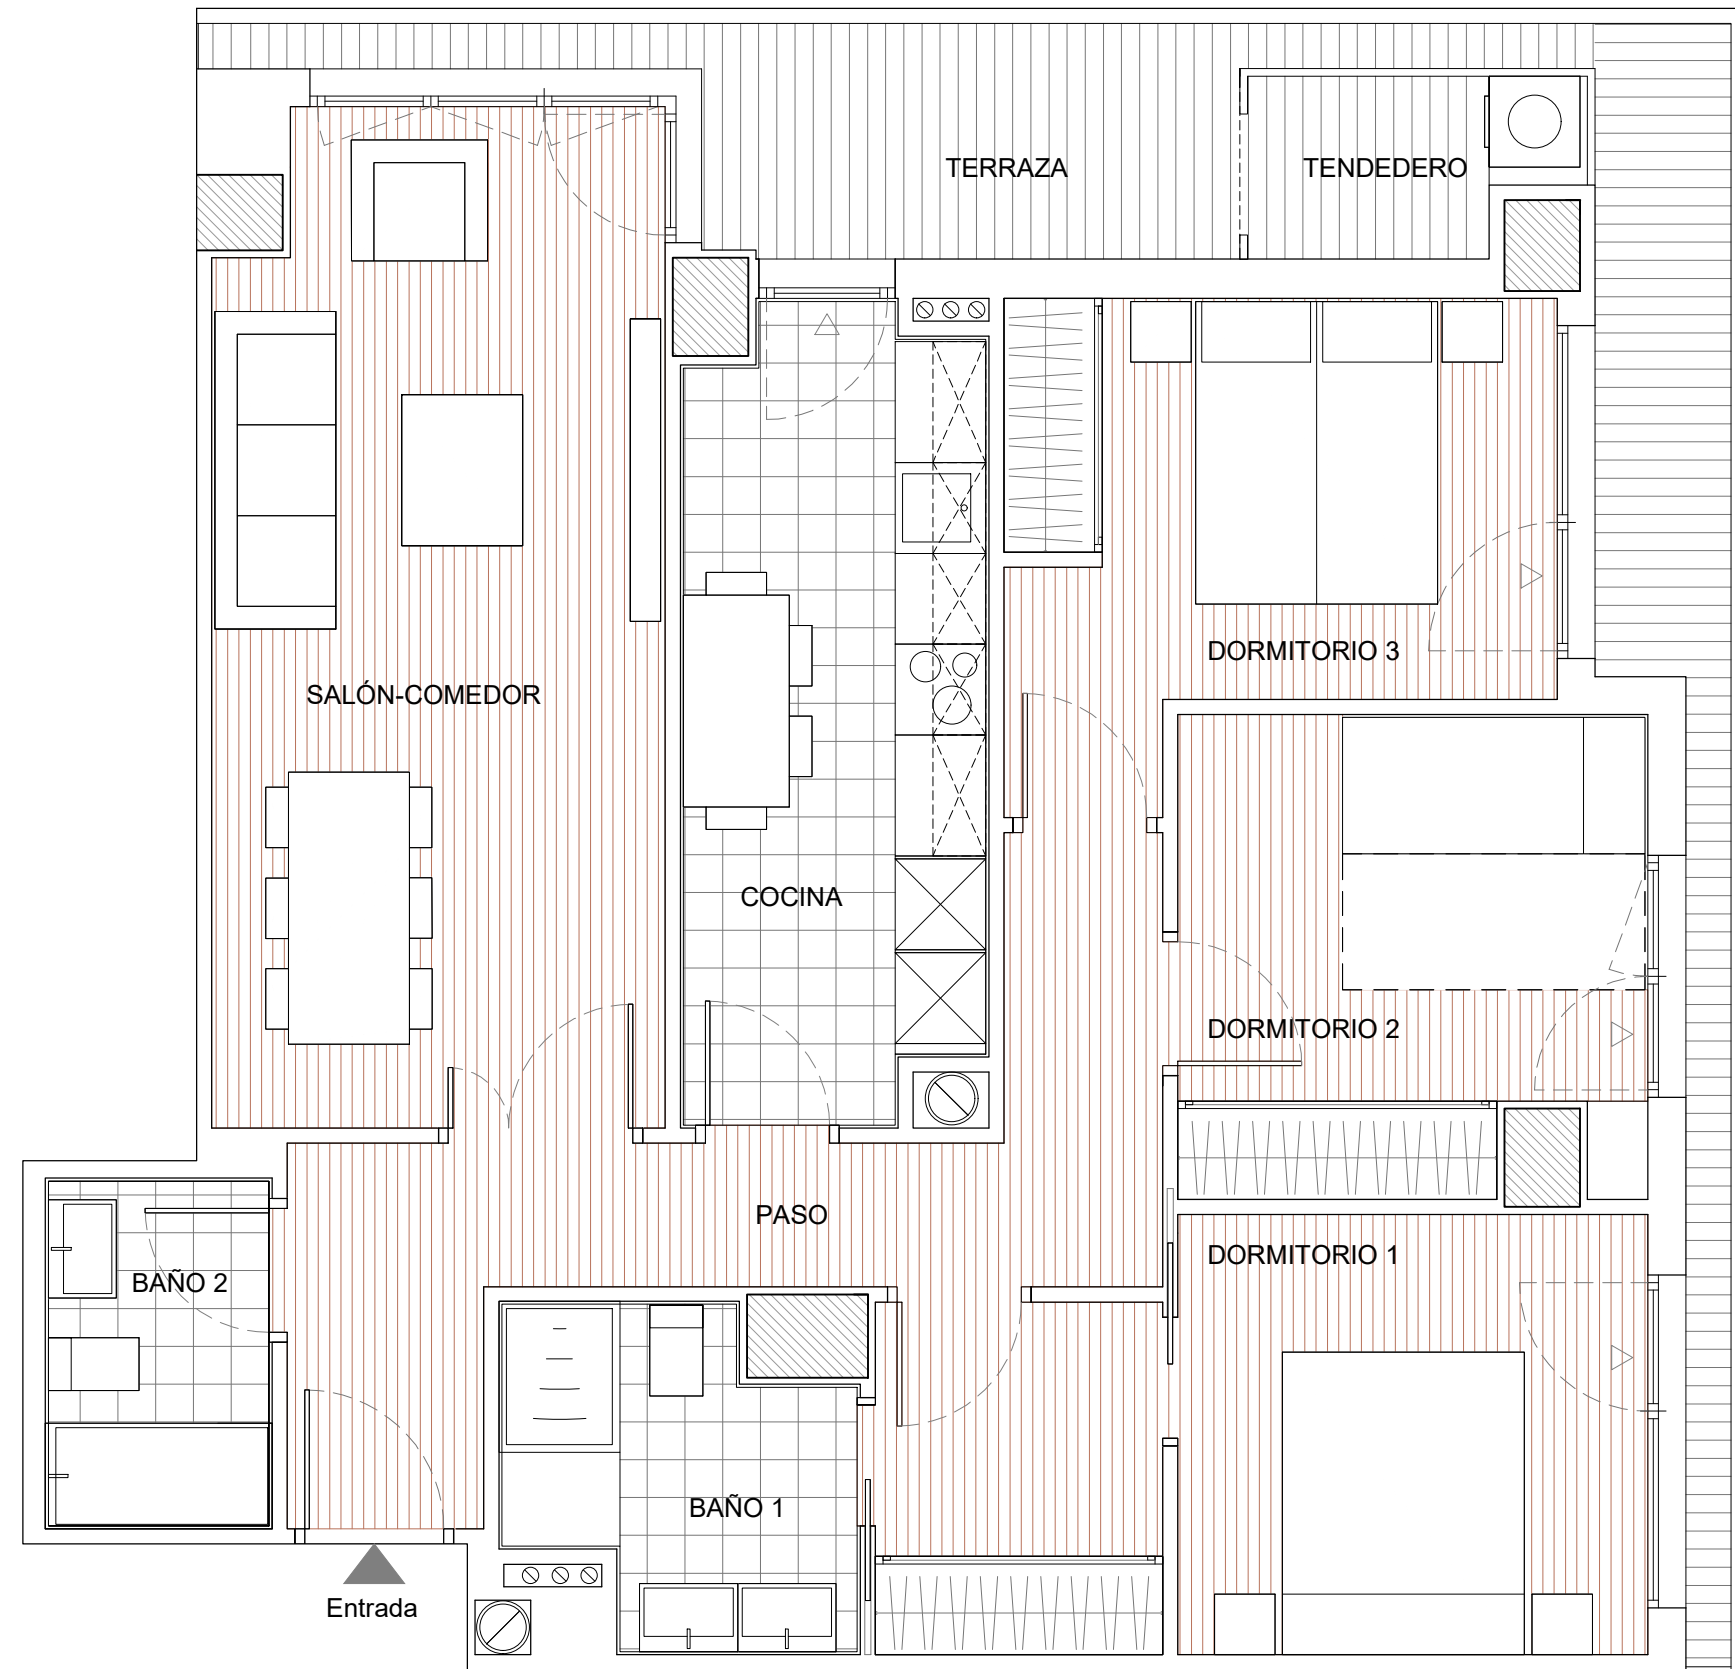 TERRAZA
TENDEDERO
DORMITORIO 3
SALÓN-COMEDOR
COCINA
DORMITORIO 2
PASO
DORMITORIO 1
BAÑO 2
BAÑO 1
Entrada